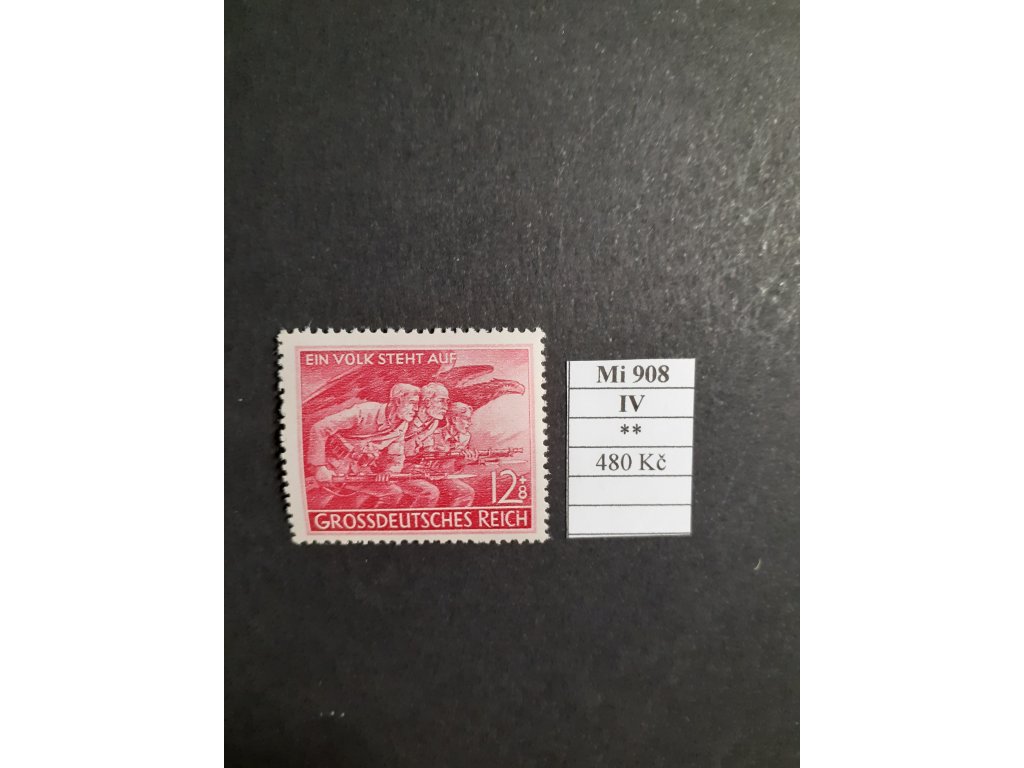 EIN VOLK STEHT AUF
12+8
GROSSDEUTSCHES REICH
Mi 908
IV
**
480 Kč